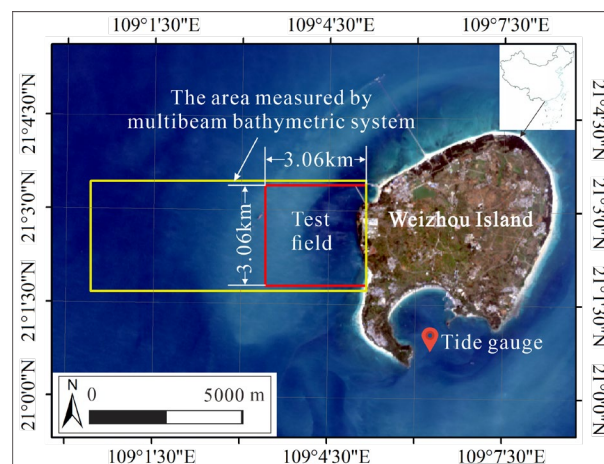 109°1'30"E 109°4'30"E 109°7'30"E
21°4'30"N
21°3'0"N
21°1'30"N
21°0'0"N
The area measured by
multibeam bathymetric system
3.06km
3.06km
Test
field
Weizhou Island
Tide gauge
N
0 5000 m
21°4'30"N
21°3'0"N
21°1'30"N
21°0'0"N
109°1'30"E 109°4'30"E 109°7'30"E